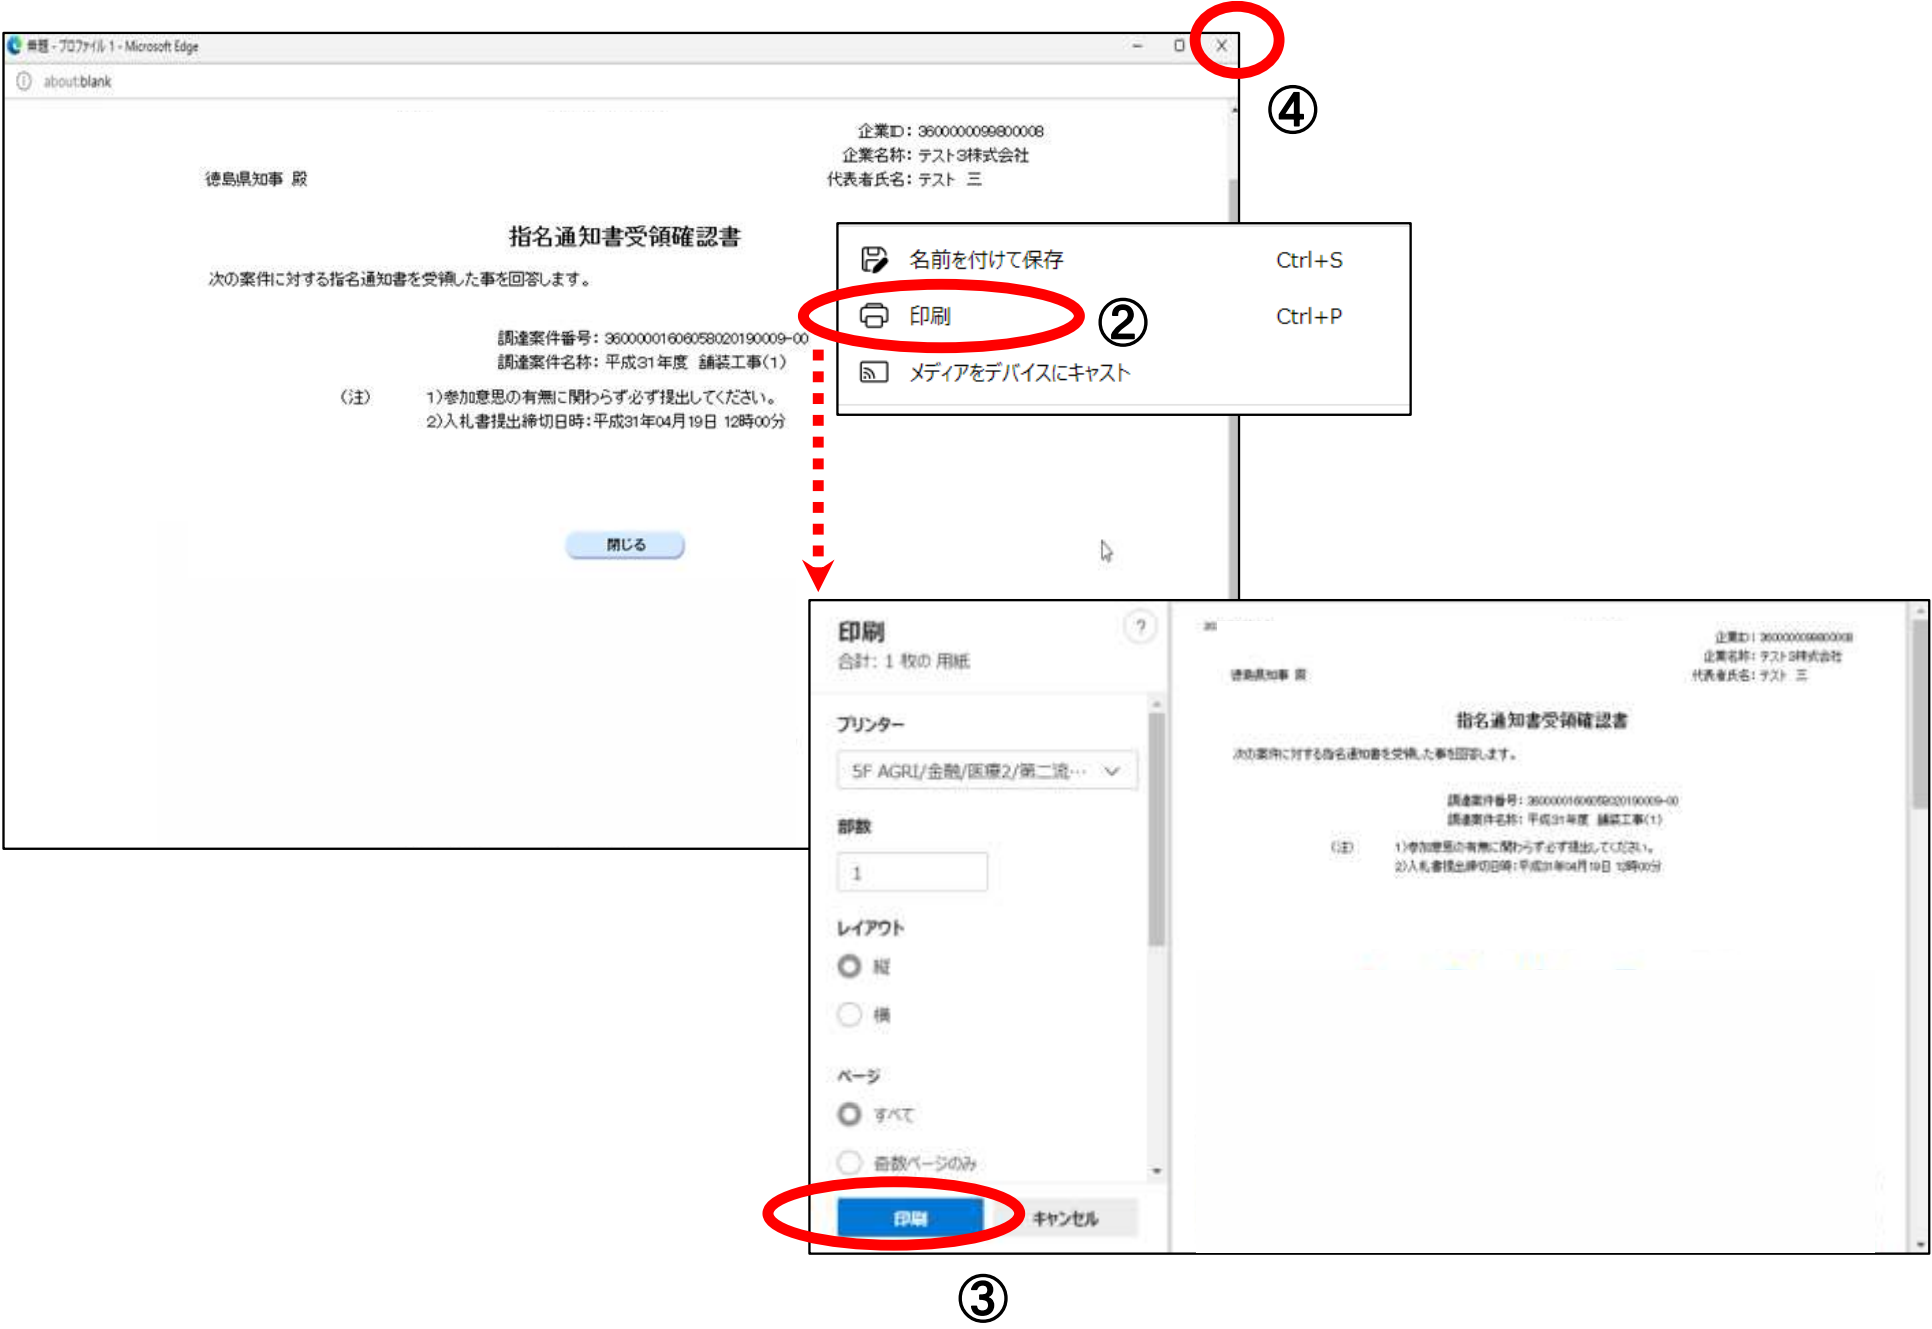 無題 - プロファイル 1 - Microsoft Edge
about:blank
④
企業ID：3600000099800008
企業名称：テスト3株式会社
徳島県知事 殿
代表者氏名：テスト 三
指名通知書受領確認書
次の案件に対する指名通知書を受領した事を回答します。
調達案件番号：36000001606058020190009-00
調達案件名称：平成31年度 舗装工事(1)
（注） 1)参加意思の有無に関わらず必ず提出してください。
2)入札書提出締切日時：平成31年04月19日 12時00分
閉じる
名前を付けて保存 Ctrl+S
印刷 ② Ctrl+P
メディアをデバイスにキャスト
印刷 ?
合計: 1 枚の 用紙
プリンター
5F AGRI/金融/医療2/第二流…
部数
1
レイアウト
縦
横
ページ
すべて
奇数ページのみ
印刷 キャンセル
企業ID：3600000099800008
企業名称：テスト3株式会社
徳島県知事 殿
代表者氏名：テスト 三
指名通知書受領確認書
次の案件に対する指名通知書を受領した事を回答します。
調達案件番号：36000001606058020190009-00
調達案件名称：平成31年度 舗装工事(1)
（注） 1)参加意思の有無に関わらず必ず提出してください。
2)入札書提出締切日時：平成31年04月19日 12時00分
③